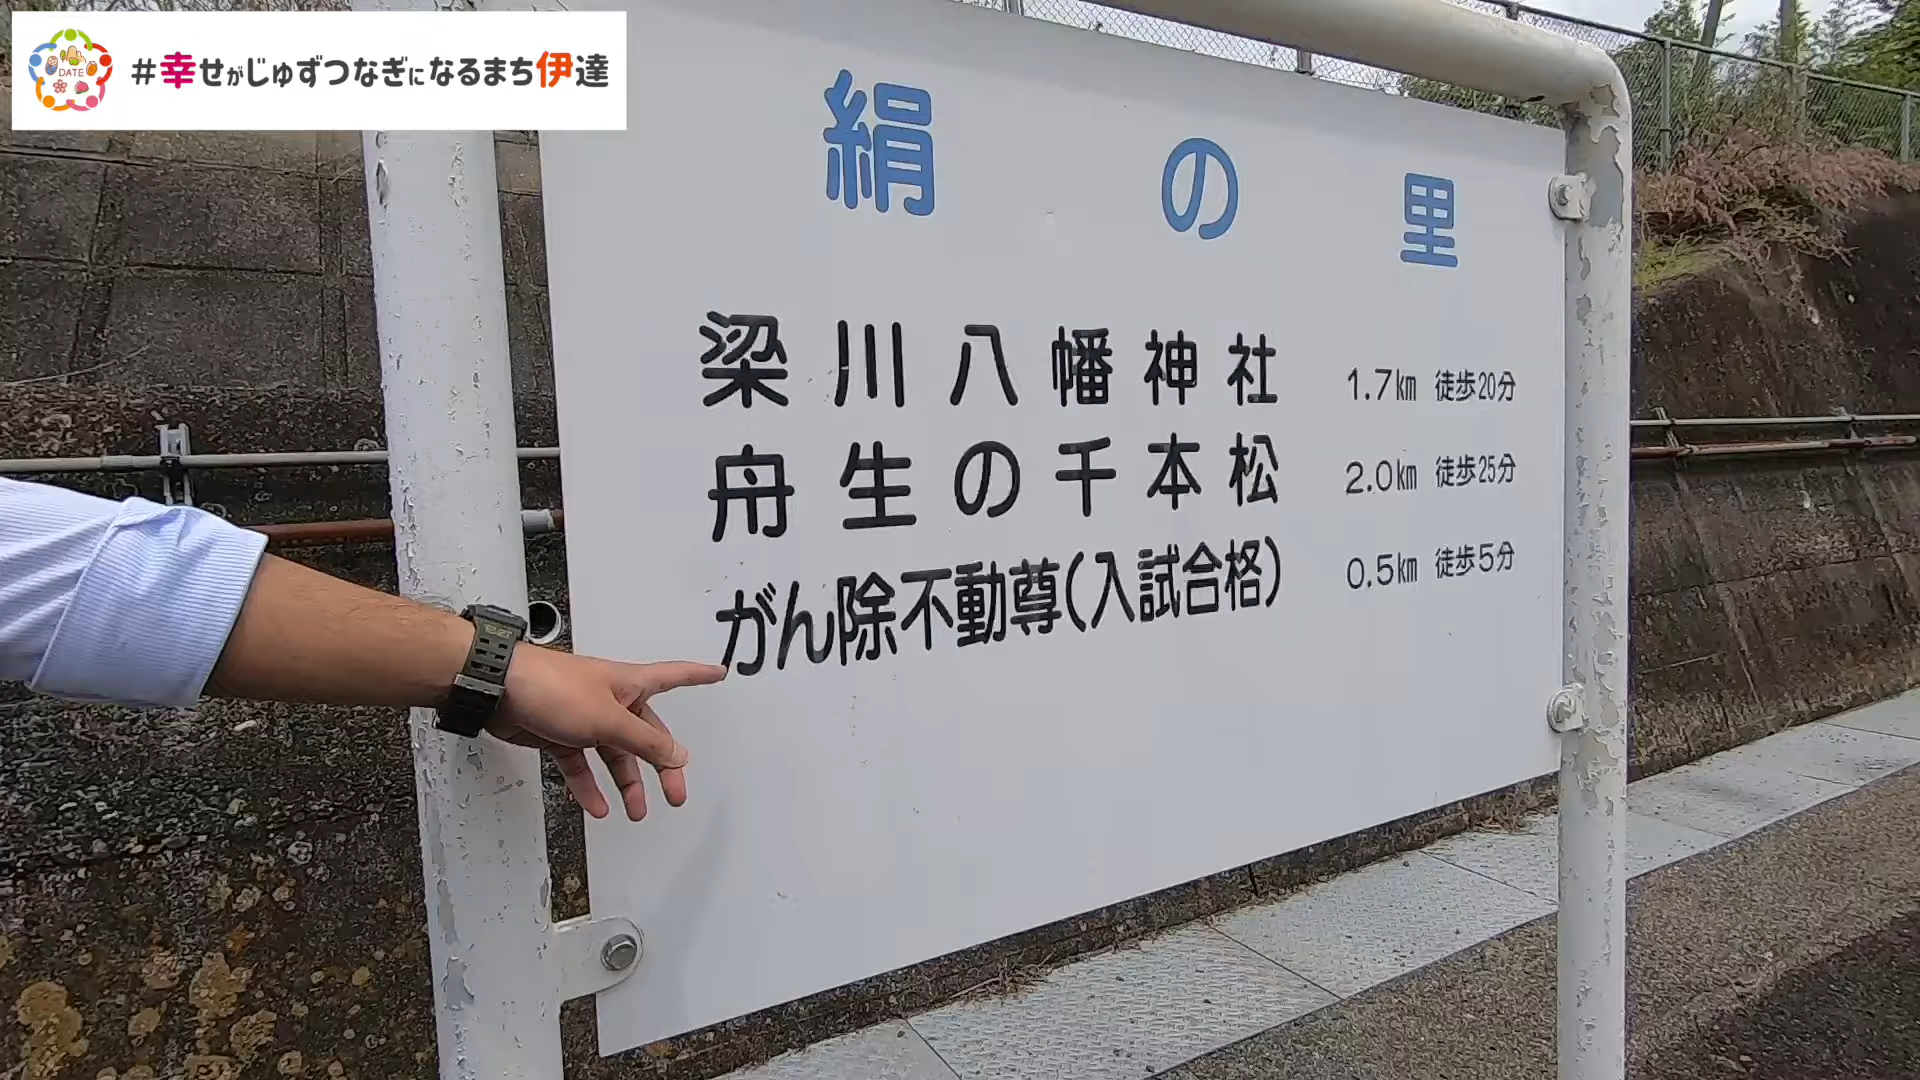 DATE
#幸せがじゅずつなぎになるまち伊達
絹の里
梁川八幡神社 1.7㎞ 徒歩20分
舟生の千本松 2.0㎞ 徒歩25分
がん除不動尊(入試合格) 0.5㎞ 徒歩5分